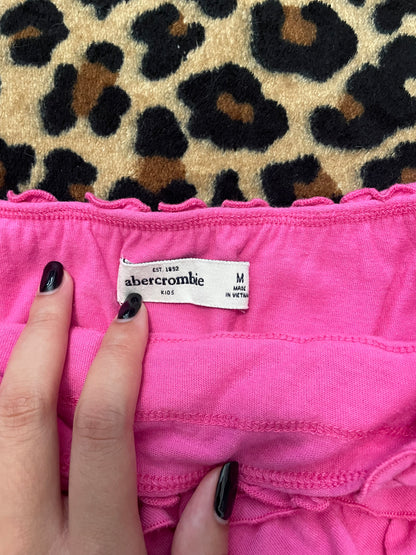 EST. 1892
abercrombie
KIDS
M
MADE
IN VIETNAM